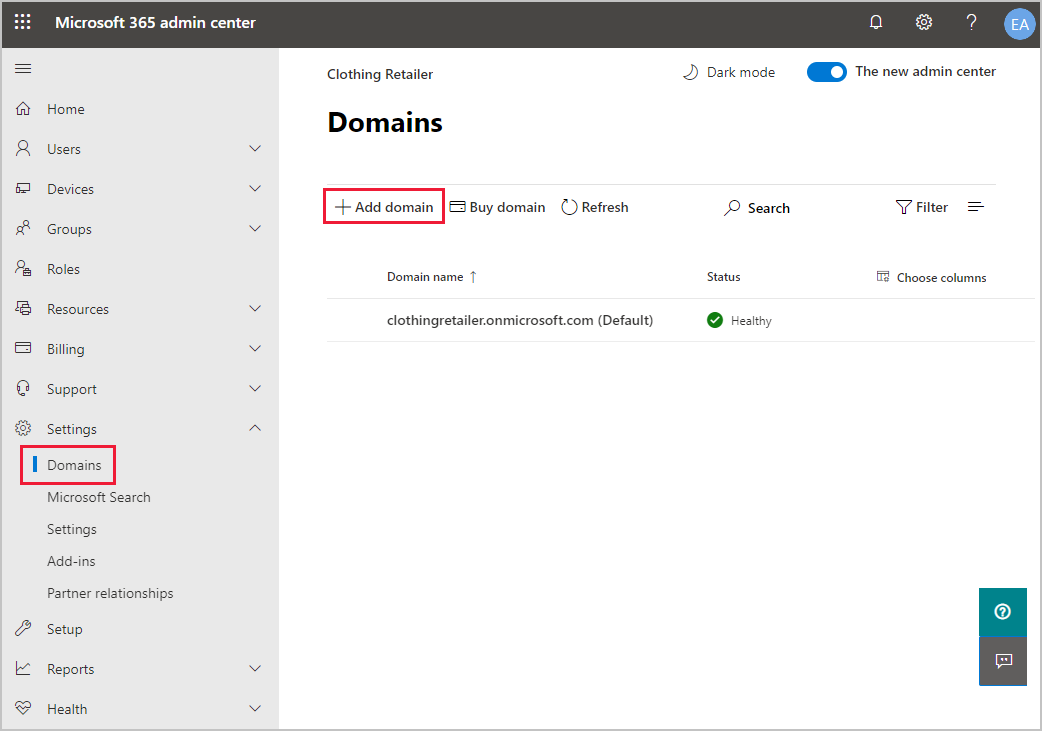 Microsoft 365 admin center
EA
Home
Users
Devices
Groups
Roles
Resources
Billing
Support
Settings
Domains
Microsoft Search
Settings
Add-ins
Partner relationships
Setup
Reports
Health
Clothing Retailer
Dark mode
The new admin center
Domains
Add domain
Buy domain
Refresh
Search
Filter
Domain name ↑
Status
Choose columns
clothingretailer.onmicrosoft.com (Default)
Healthy